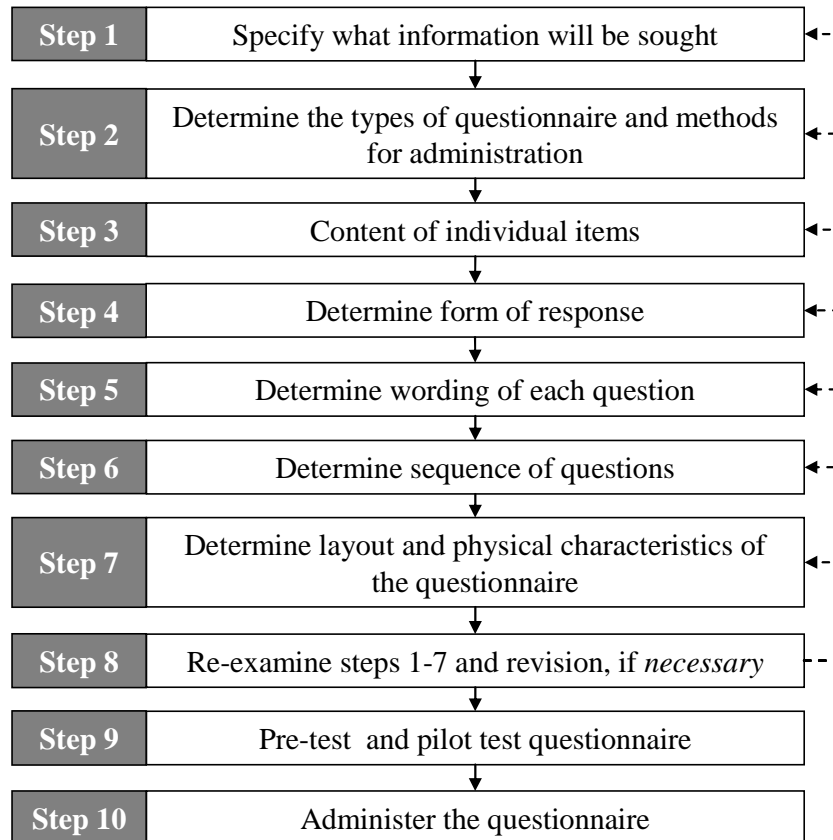 Step 1 Specify what information will be sought
Step 2 Determine the types of questionnaire and methods
for administration
Step 3 Content of individual items
Step 4 Determine form of response
Step 5 Determine wording of each question
Step 6 Determine sequence of questions
Step 7 Determine layout and physical characteristics of
the questionnaire
Step 8 Re-examine steps 1-7 and revision, if necessary
Step 9 Pre-test and pilot test questionnaire
Step 10 Administer the questionnaire